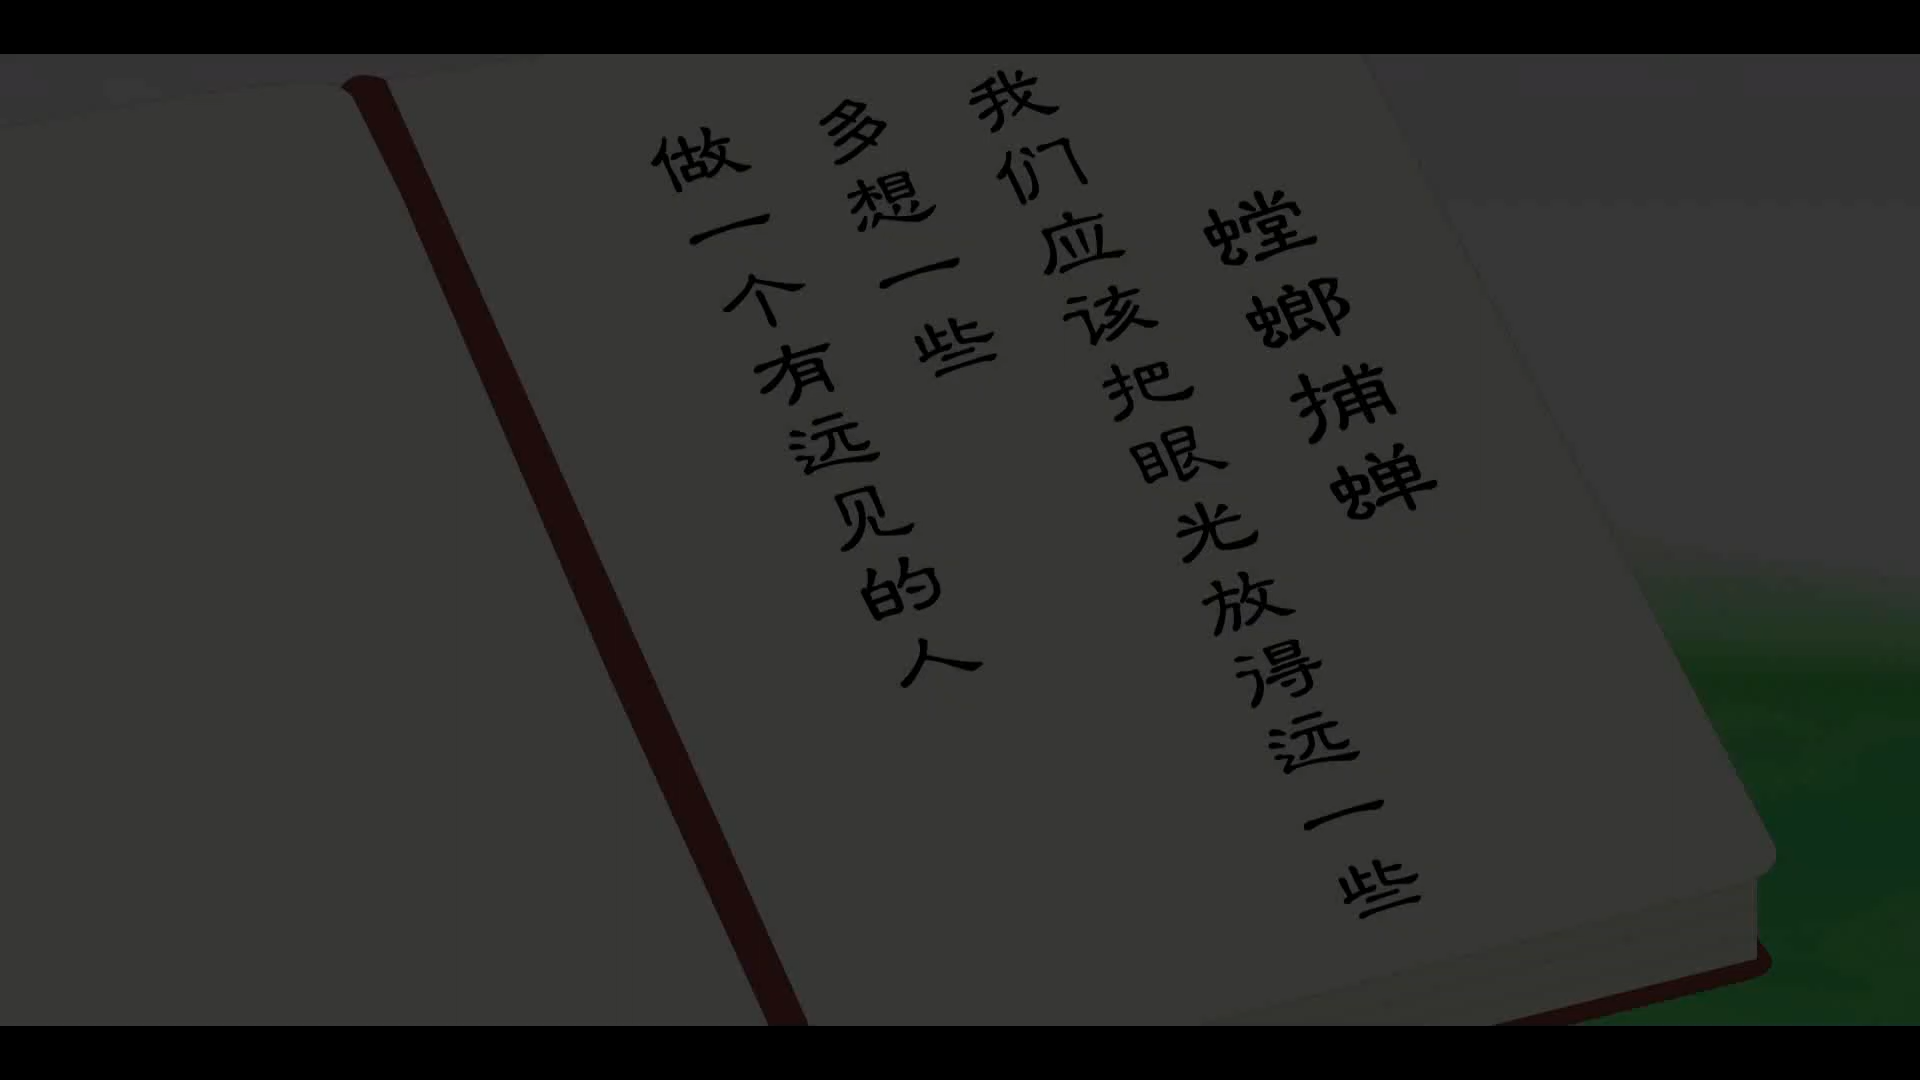 螳螂捕蝉
我们应该把眼光放得远一些
多想一些
做一个有远见的人